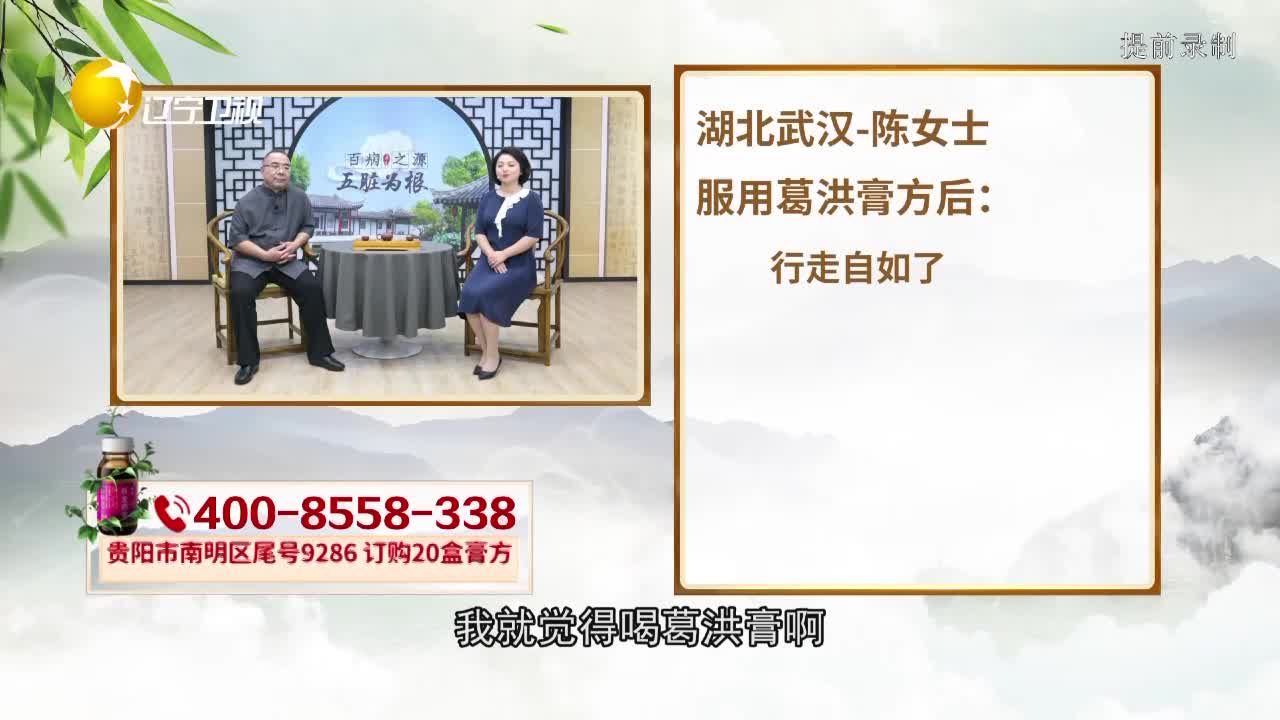 提前录制
辽宁卫视
百病之源
五脏为根
湖北武汉-陈女士
服用葛洪膏方后：
行走自如了
400-8558-338
贵阳市南明区尾号9286 订购20盒膏方
我就觉得喝葛洪膏啊